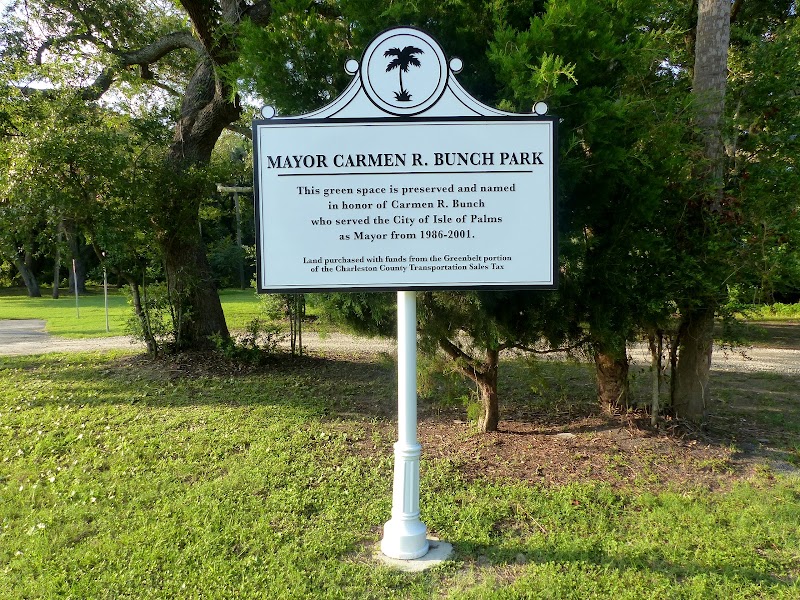 MAYOR CARMEN R. BUNCH PARK
This green space is preserved and named
in honor of Carmen R. Bunch
who served the City of Isle of Palms
as Mayor from 1986-2001.
Land purchased with funds from the Greenbelt portion
of the Charleston County Transportation Sales Tax